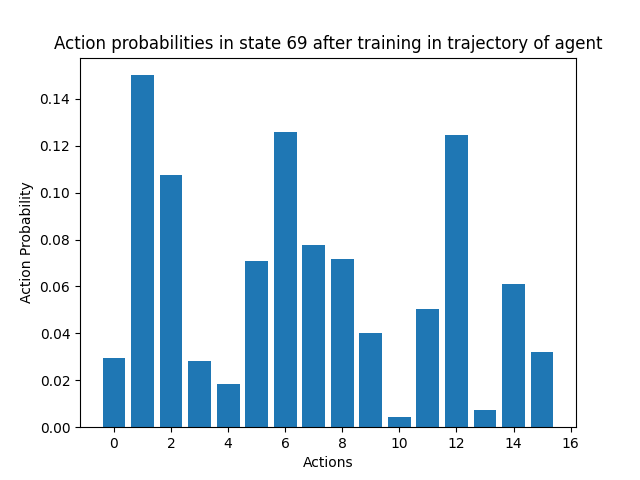 Action probabilities in state 69 after training in trajectory of agent
0.14
0.12
0.10
0.08
0.06
0.04
0.02
0.00
Action Probability
0 2 4 6 8 10 12 14 16
Actions